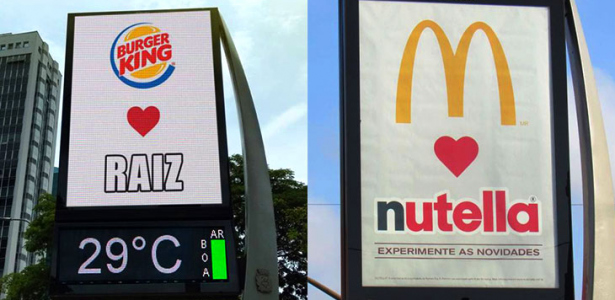 BURGER
KING
RAIZ
29°C
AR
BOA
M
nutella
EXPERIMENTE AS NOVIDADES